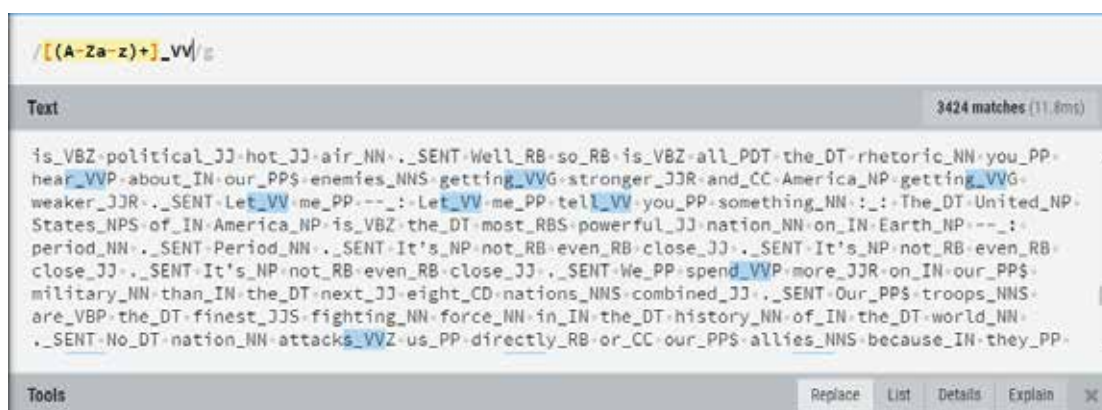 /[(A-Za-z)+]_VV/g
Text 3424 matches (11.8ms)
is_VBZ·political_JJ·hot_JJ·air_NN·._SENT·Well_RB·so_RB·is_VBZ·all_PDT·the_DT·rhetoric_NN·you_PP·
hear_VVP·about_IN·our_PP$·enemies_NNS·getting_VVG·stronger_JJR·and_CC·America_NP·getting_VVG·
weaker_JJR·._SENT·Let_VV·me_PP·--_:·Let_VV·me_PP·tell_VV·you_PP·something_NN·:_:·The_DT·United_NP·
States_NPS·of_IN·America_NP·is_VBZ·the_DT·most_RBS·powerful_JJ·nation_NN·on_IN·Earth_NP·--_:·
period_NN·._SENT·Period_NN·._SENT·It's_NP·not_RB·even_RB·close_JJ·._SENT·It's_NP·not_RB·even_RB·
close_JJ·._SENT·It's_NP·not_RB·even_RB·close_JJ·._SENT·We_PP·spend_VVP·more_JJR·on_IN·our_PP$·
military_NN·than_IN·the_DT·next_JJ·eight_CD·nations_NNS·combined_JJ·._SENT·Our_PP$·troops_NNS·
are_VBP·the_DT·finest_JJS·fighting_NN·force_NN·in_IN·the_DT·history_NN·of_IN·the_DT·world_NN·
._SENT·No_DT·nation_NN·attacks_VVZ·us_PP·directly_RB·or_CC·our_PP$·allies_NNS·because_IN·they_PP·
Tools Replace List Details Explain